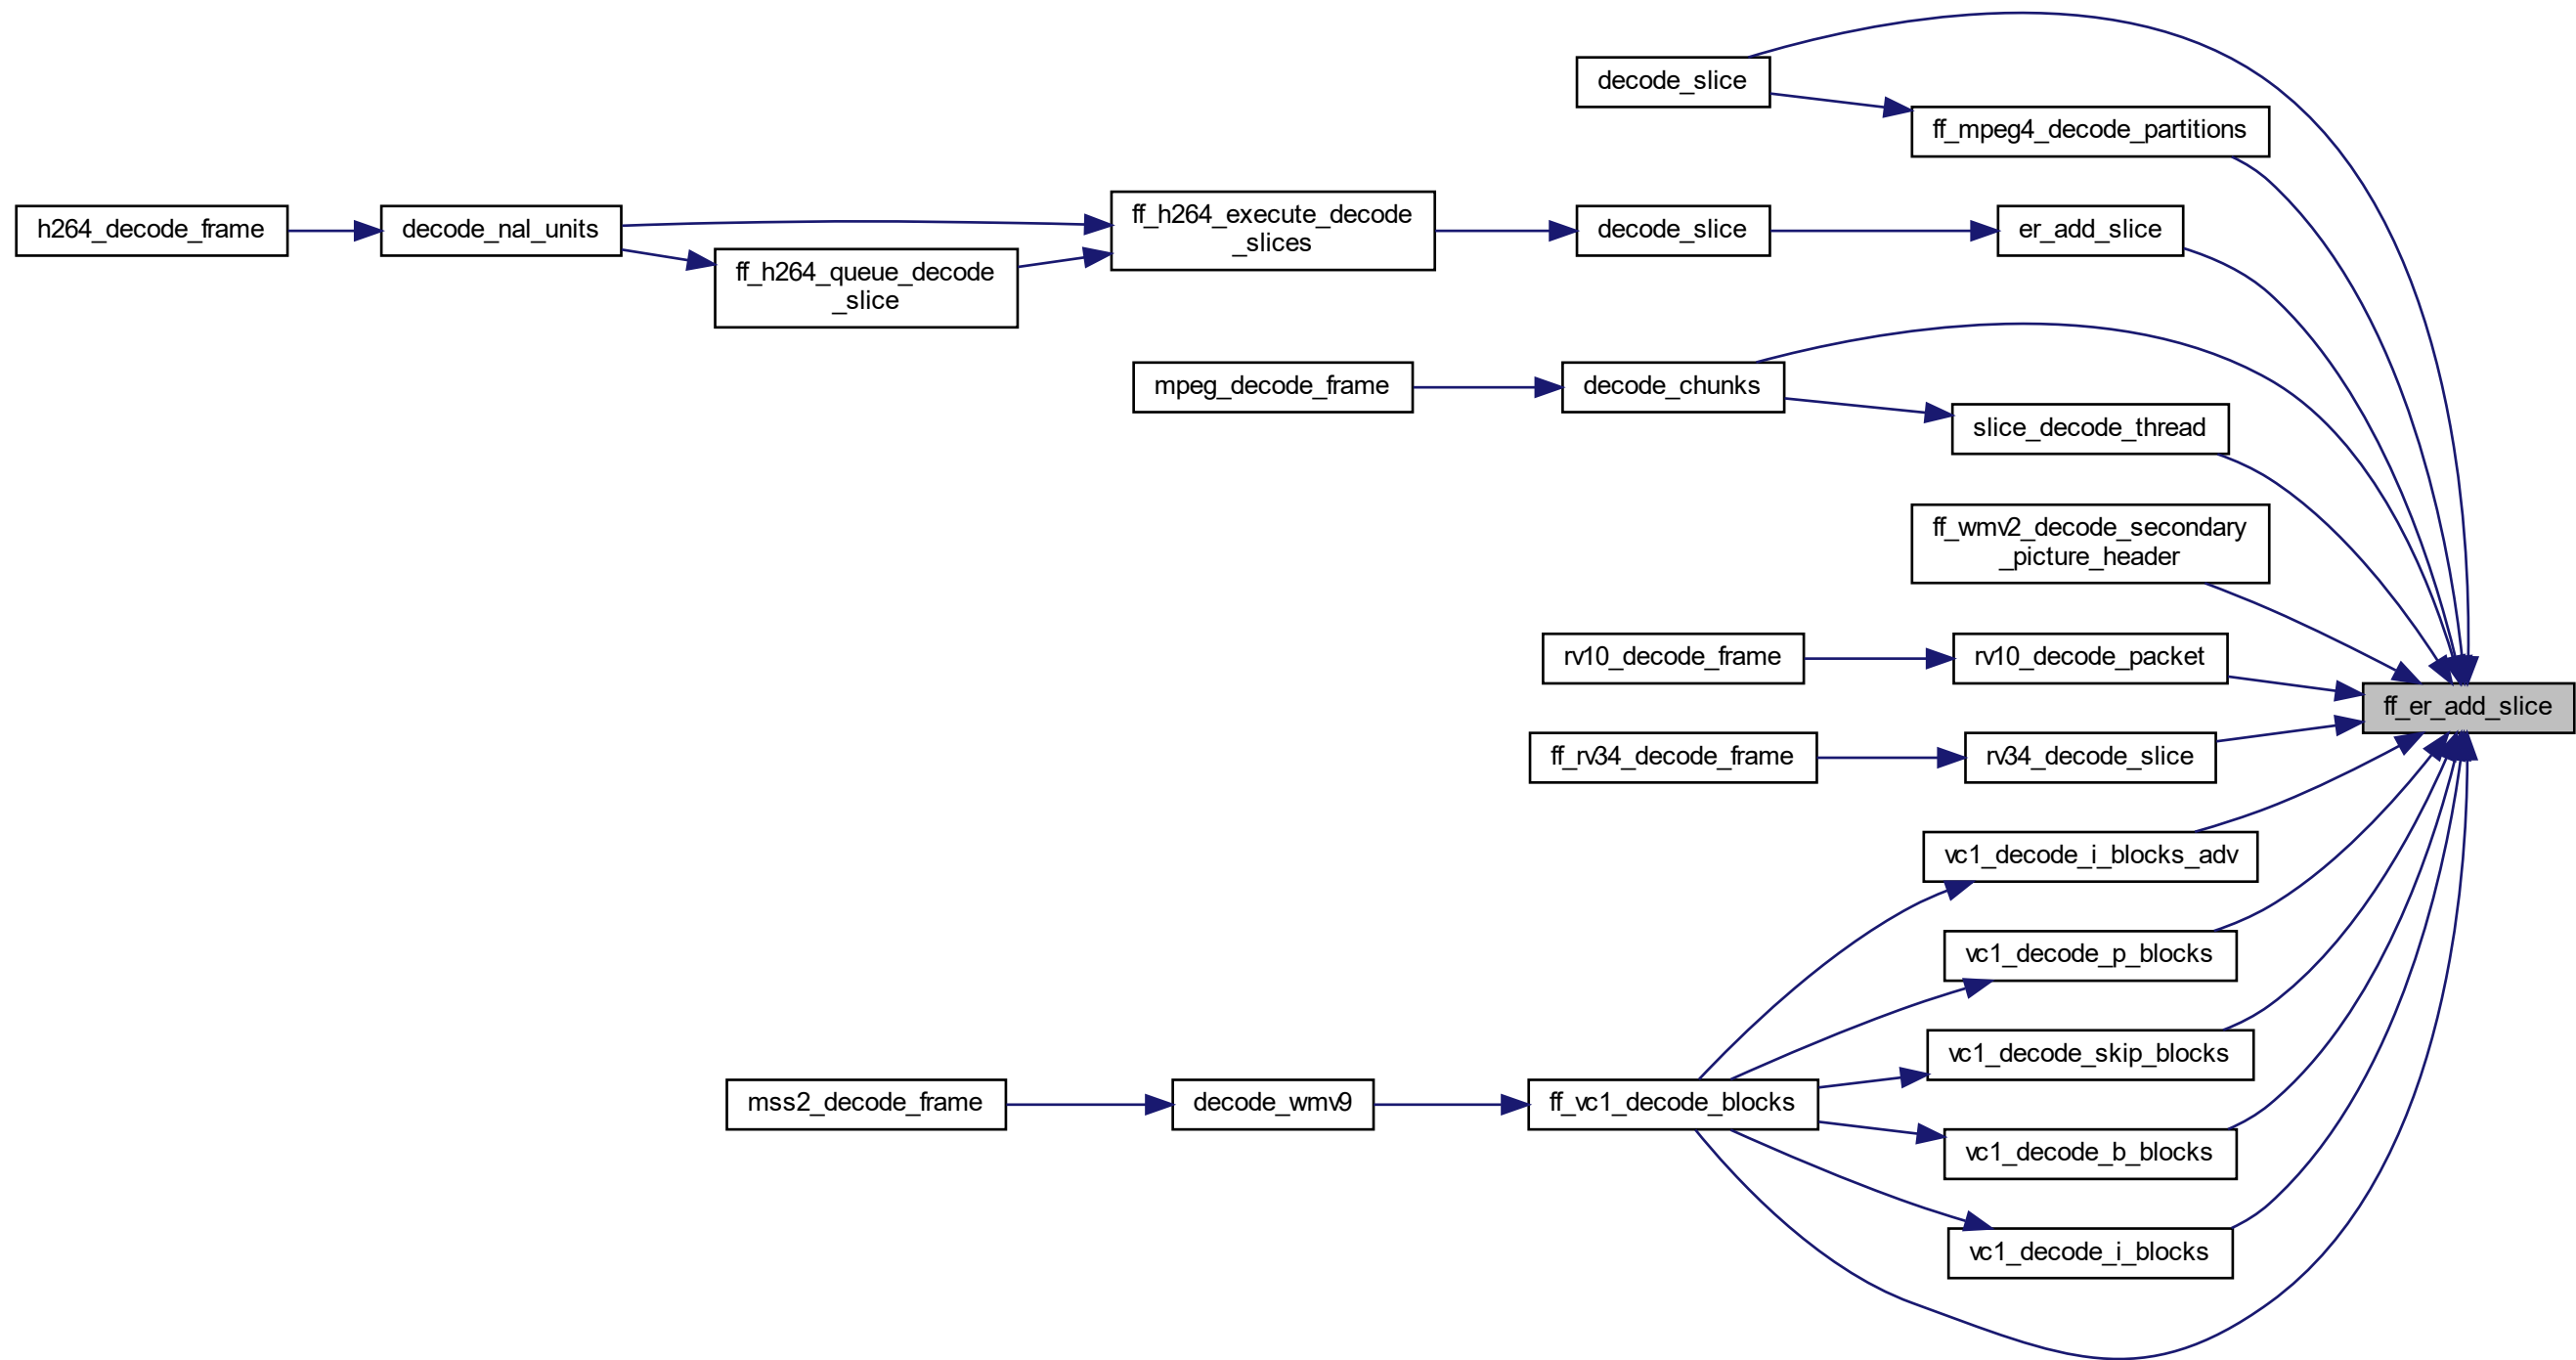 decode_slice
ff_mpeg4_decode_partitions
h264_decode_frame
decode_nal_units
ff_h264_execute_decode
_slices
decode_slice
er_add_slice
ff_h264_queue_decode
_slice
mpeg_decode_frame
decode_chunks
slice_decode_thread
ff_wmv2_decode_secondary
_picture_header
rv10_decode_frame
rv10_decode_packet
ff_er_add_slice
ff_rv34_decode_frame
rv34_decode_slice
vc1_decode_i_blocks_adv
vc1_decode_p_blocks
vc1_decode_skip_blocks
mss2_decode_frame
decode_wmv9
ff_vc1_decode_blocks
vc1_decode_b_blocks
vc1_decode_i_blocks